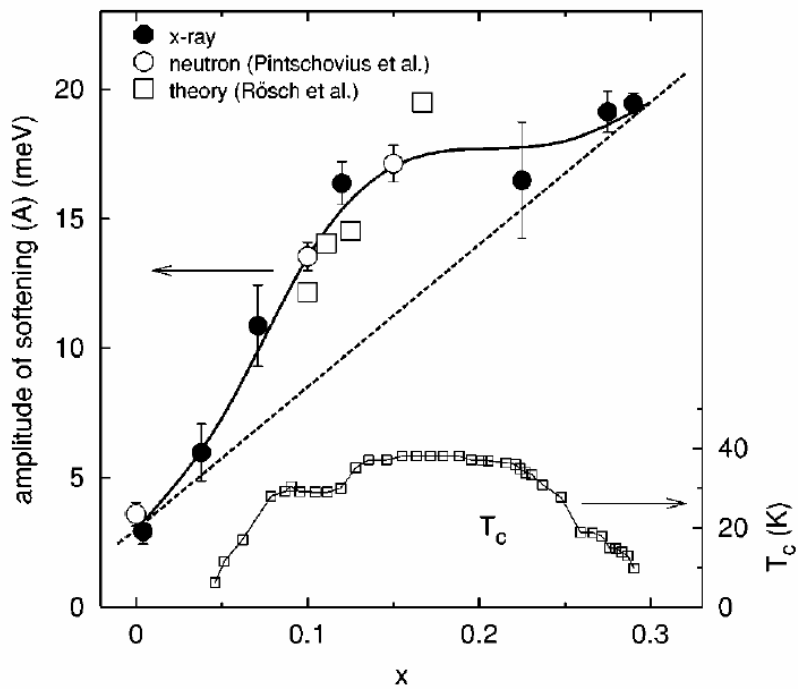 x-ray
neutron (Pintschovius et al.)
theory (Rösch et al.)
amplitude of softening (A) (meV)
20
15
10
5
0
40
20
0
T_c (K)
T_c
0
0.1
0.2
0.3
x